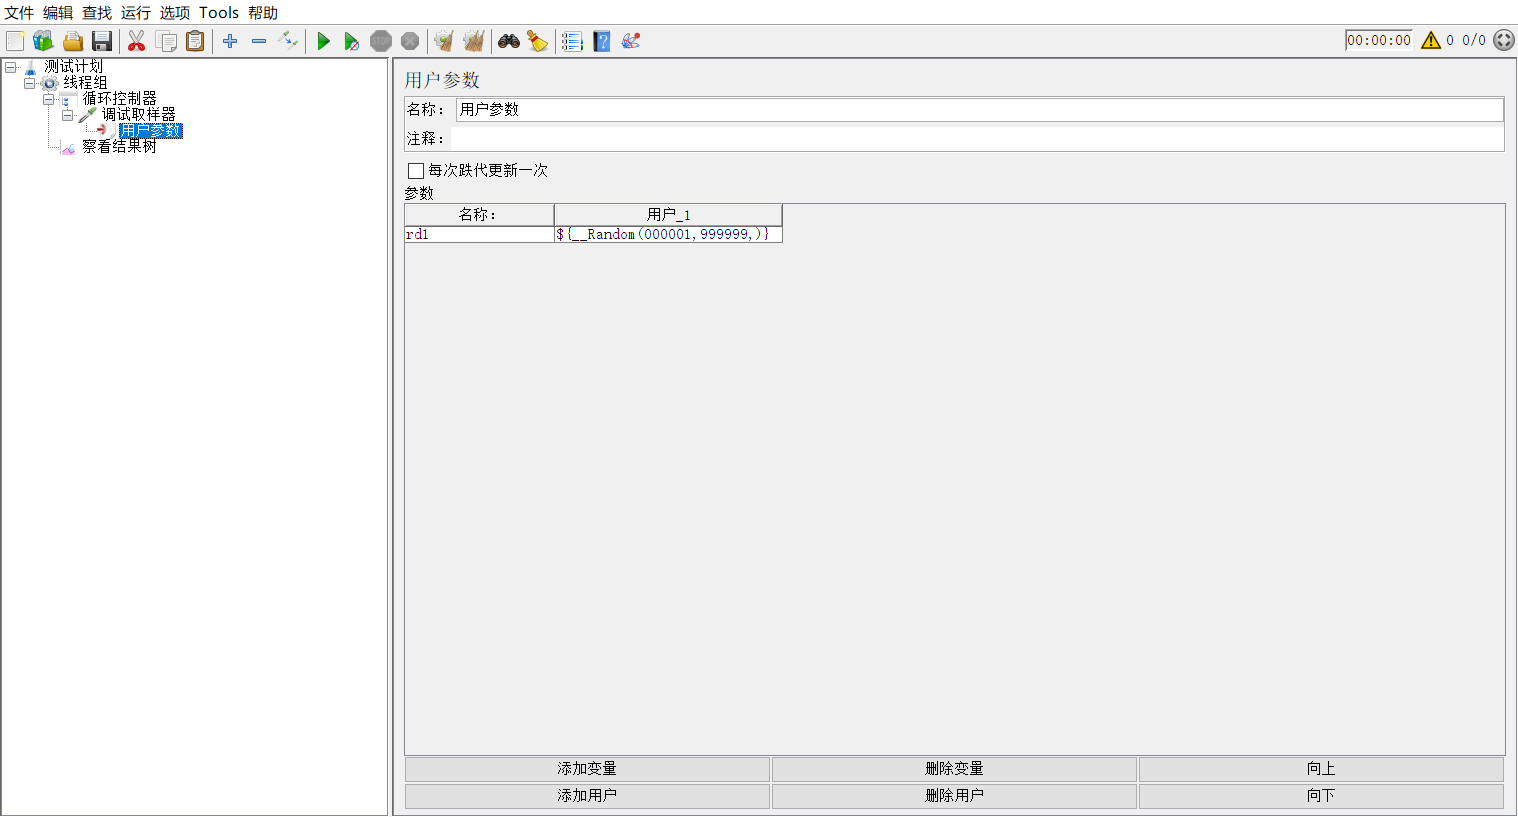 文件 编辑 查找 运行 选项 Tools 帮助
STOP
00:00:00 0 0/0
测试计划
线程组
循环控制器
调试取样器
用户参数
察看结果树
用户参数
名称： 用户参数
注释：
每次跌代更新一次
参数
名称： 用户_1
rd1 ${__Random(000001,999999,)}
添加变量 删除变量 向上
添加用户 删除用户 向下